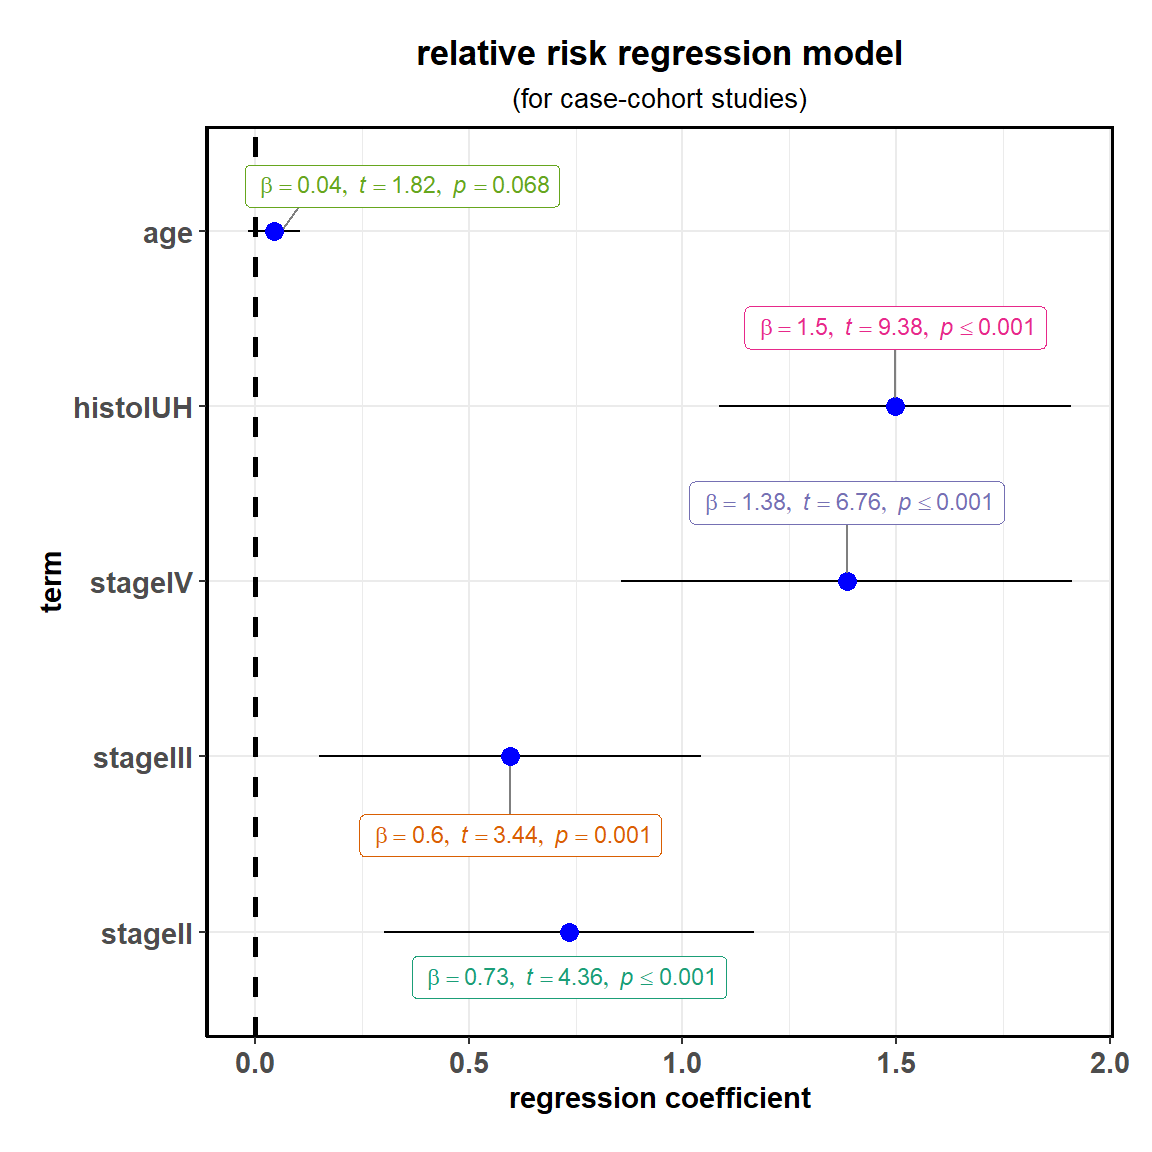 relative risk regression model
(for case-cohort studies)
β = 0.04, t = 1.82, p = 0.068
age
β = 1.5, t = 9.38, p ≤ 0.001
histolUH
β = 1.38, t = 6.76, p ≤ 0.001
term
stageIV
stageIII
β = 0.6, t = 3.44, p = 0.001
stageII
β = 0.73, t = 4.36, p ≤ 0.001
0.0 0.5 1.0 1.5 2.0
regression coefficient